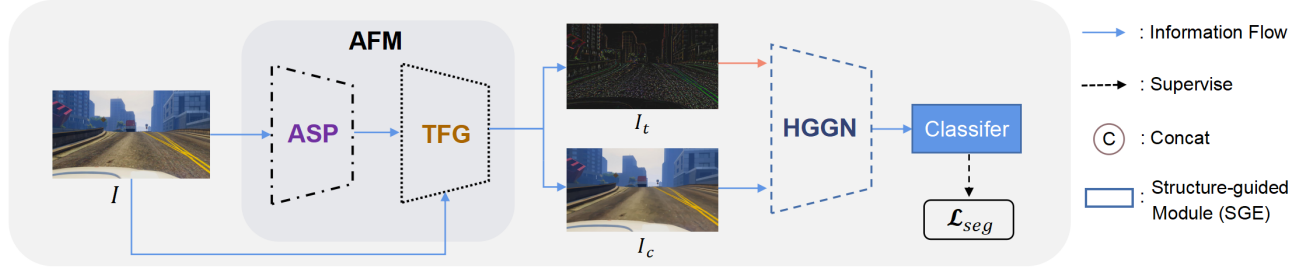 AFM
ASP
TFG
I
I_t
I_c
HGGN
Classifer
𝓛_seg
: Information Flow
: Supervise
C : Concat
: Structure-guided
Module (SGE)